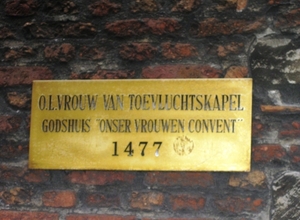 O.L.VROUW VAN TOEVLUCHTSKAPEL
GODSHUIS "ONSER VROUWEN CONVENT"
1477